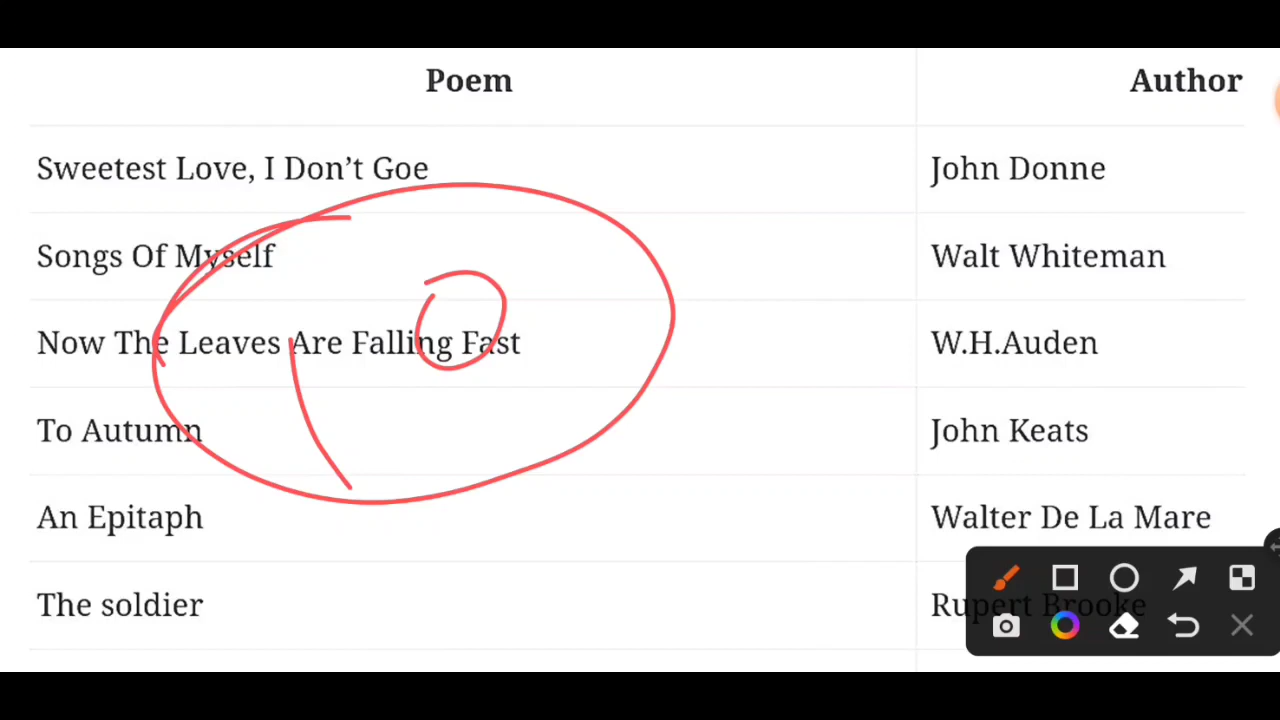 Poem Author
Sweetest Love, I Don’t Goe John Donne
Songs Of Myself Walt Whiteman
Now The Leaves Are Falling Fast W.H.Auden
To Autumn John Keats
An Epitaph Walter De La Mare
The soldier Rupert Brooke